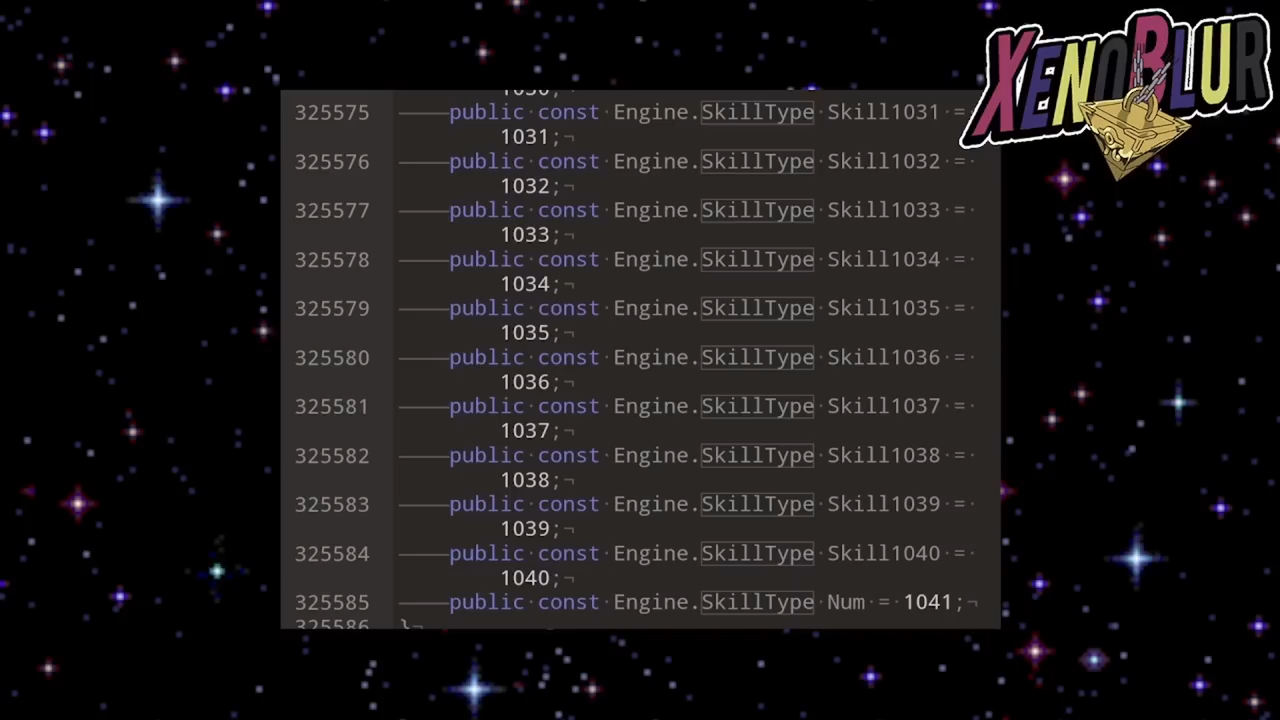 XENOBLUR
325575 public const Engine.SkillType Skill1031 =
1031;
325576 public const Engine.SkillType Skill1032 =
1032;
325577 public const Engine.SkillType Skill1033 =
1033;
325578 public const Engine.SkillType Skill1034 =
1034;
325579 public const Engine.SkillType Skill1035 =
1035;
325580 public const Engine.SkillType Skill1036 =
1036;
325581 public const Engine.SkillType Skill1037 =
1037;
325582 public const Engine.SkillType Skill1038 =
1038;
325583 public const Engine.SkillType Skill1039 =
1039;
325584 public const Engine.SkillType Skill1040 =
1040;
325585 public const Engine.SkillType Num = 1041;
325586 }